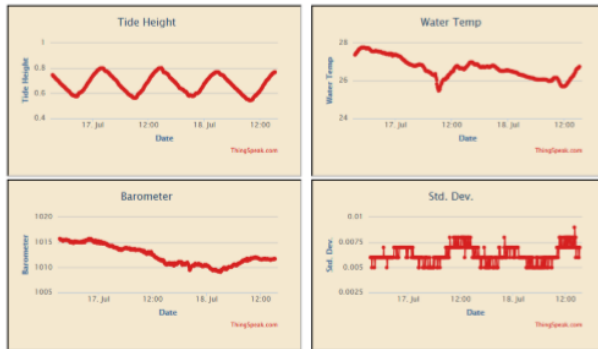 Tide Height
1
0.8
0.6
0.4
Tide Height
17. Jul 12:00 18. Jul 12:00
Date
ThingSpeak.com
Water Temp
28
26
24
Water Temp
17. Jul 12:00 18. Jul 12:00
Date
ThingSpeak.com
Barometer
1020
1015
1010
1005
Barometer
17. Jul 12:00 18. Jul 12:00
Date
ThingSpeak.com
Std. Dev.
0.01
0.0075
0.005
0.0025
Std. Dev.
17. Jul 12:00 18. Jul 12:00
Date
ThingSpeak.com